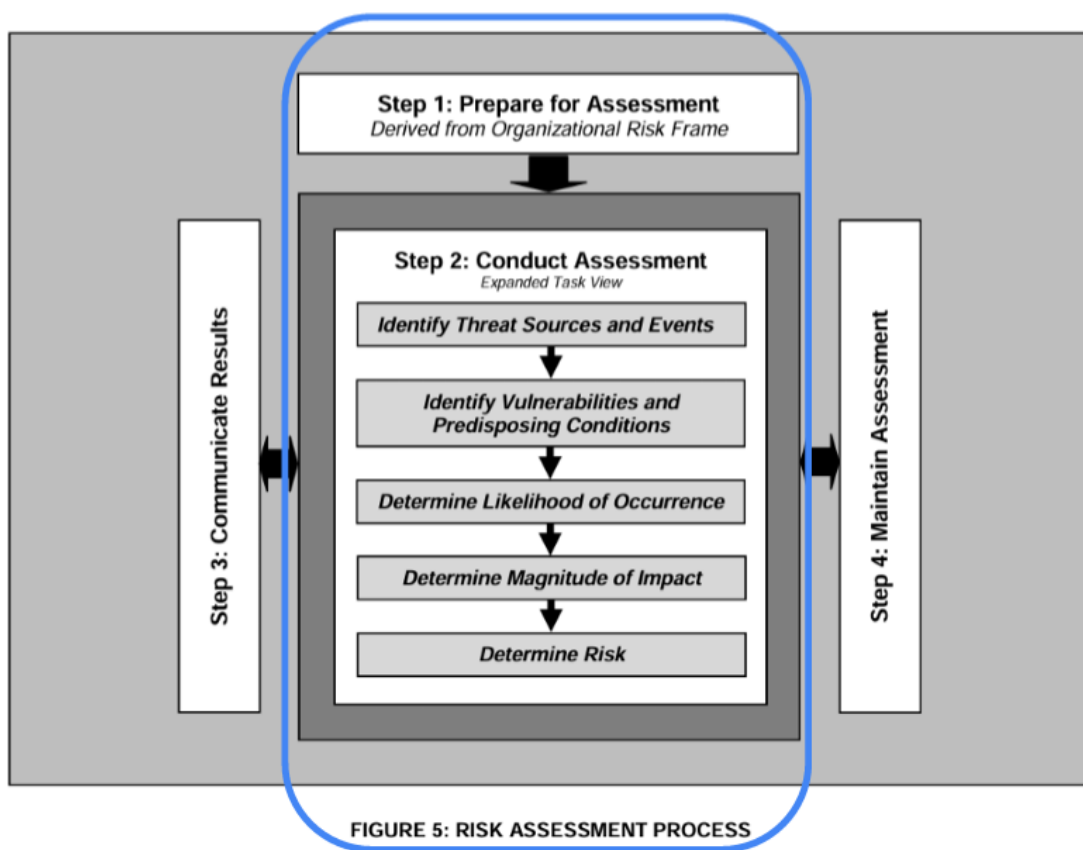 Step 1: Prepare for Assessment
Derived from Organizational Risk Frame
Step 2: Conduct Assessment
Expanded Task View
Identify Threat Sources and Events
Identify Vulnerabilities and
Predisposing Conditions
Determine Likelihood of Occurrence
Determine Magnitude of Impact
Determine Risk
Step 3: Communicate Results
Step 4: Maintain Assessment
FIGURE 5: RISK ASSESSMENT PROCESS